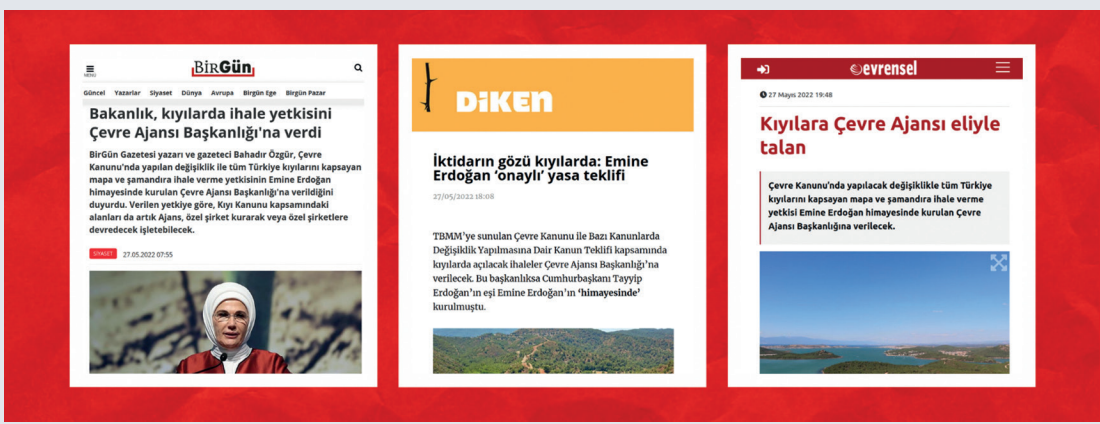 MENU
BirGün
Güncel Yazarlar Siyaset Dünya Avrupa Birgün Ege Birgün Pazar
Bakanlık, kıyılarda ihale yetkisini
Çevre Ajansı Başkanlığı'na verdi
BirGün Gazetesi yazarı ve gazeteci Bahadır Özgür, Çevre
Kanunu'nda yapılan değişiklik ile tüm Türkiye kıyılarını kapsayan
mapa ve şamandıra ihale verme yetkisinin Emine Erdoğan
himayesinde kurulan Çevre Ajansı Başkanlığı'na verildiğini
duyurdu. Verilen yetkiye göre, Kıyı Kanunu kapsamındaki
alanları da artık Ajans, özel şirket kurarak veya özel şirketlere
devredecek işletebilecek.
SİYASET 27.05.2022 07:55
DiKEN
İktidarın gözü kıyılarda: Emine
Erdoğan ‘onaylı’ yasa teklifi
27/05/2022 18:08
TBMM’ye sunulan Çevre Kanunu ile Bazı Kanunlarda
Değişiklik Yapılmasına Dair Kanun Teklifi kapsamında
kıyılarda açılacak ihaleler Çevre Ajansı Başkanlığı’na
verilecek. Bu başkanlıksa Cumhurbaşkanı Tayyip
Erdoğan’ın eşi Emine Erdoğan’ın ‘himayesinde’
kurulmuştu.
evrensel
27 Mayıs 2022 19:48
Kıyılara Çevre Ajansı eliyle
talan
Çevre Kanunu'nda yapılacak değişiklikle tüm Türkiye
kıyılarını kapsayan mapa ve şamandıra ihale verme
yetkisi Emine Erdoğan himayesinde kurulan Çevre
Ajansı Başkanlığına verilecek.